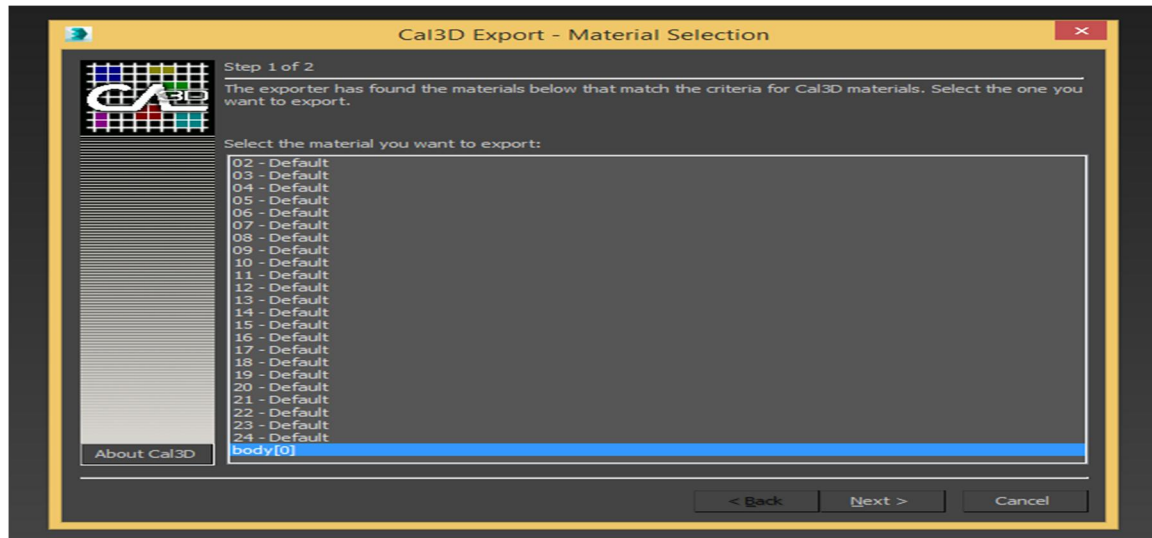 Cal3D Export - Material Selection
×
CAL3D
Step 1 of 2
The exporter has found the materials below that match the criteria for Cal3D materials. Select the one you
want to export.
Select the material you want to export:
02 - Default
03 - Default
04 - Default
05 - Default
06 - Default
07 - Default
08 - Default
09 - Default
10 - Default
11 - Default
12 - Default
13 - Default
14 - Default
15 - Default
16 - Default
17 - Default
18 - Default
19 - Default
20 - Default
21 - Default
22 - Default
23 - Default
24 - Default
body[0]
About Cal3D
< Back
Next >
Cancel